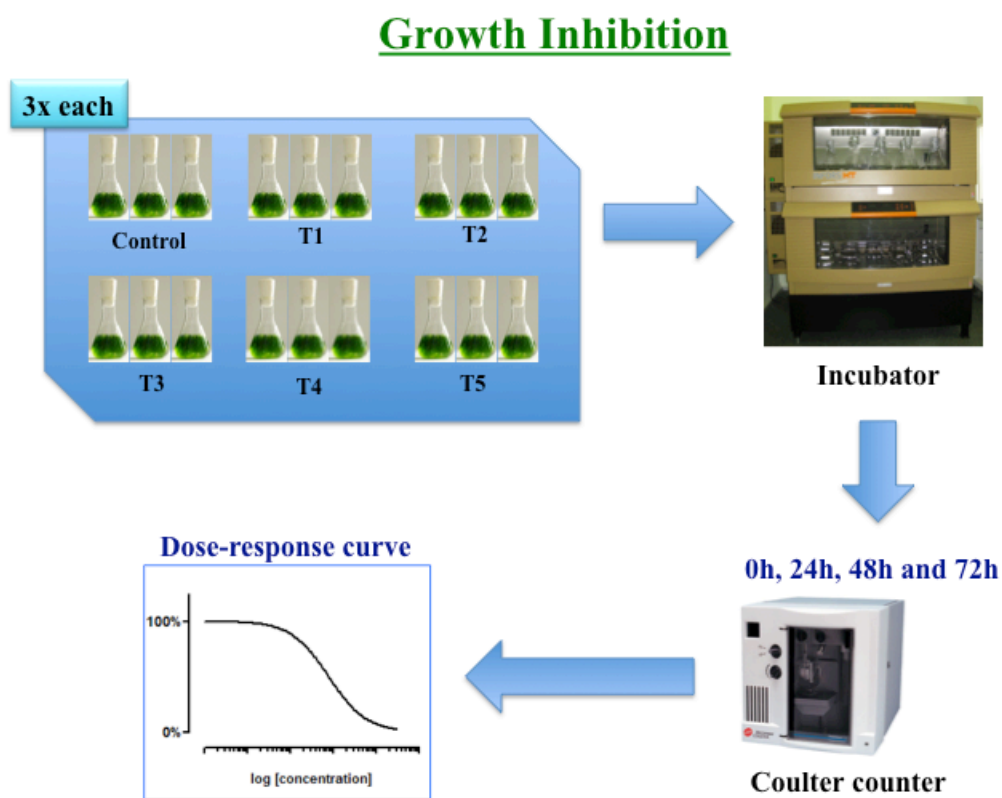 Growth Inhibition
3x each
Control
T1
T2
T3
T4
T5
Incubator
0h, 24h, 48h and 72h
Coulter counter
Dose-response curve
100%
0%
log [concentration]